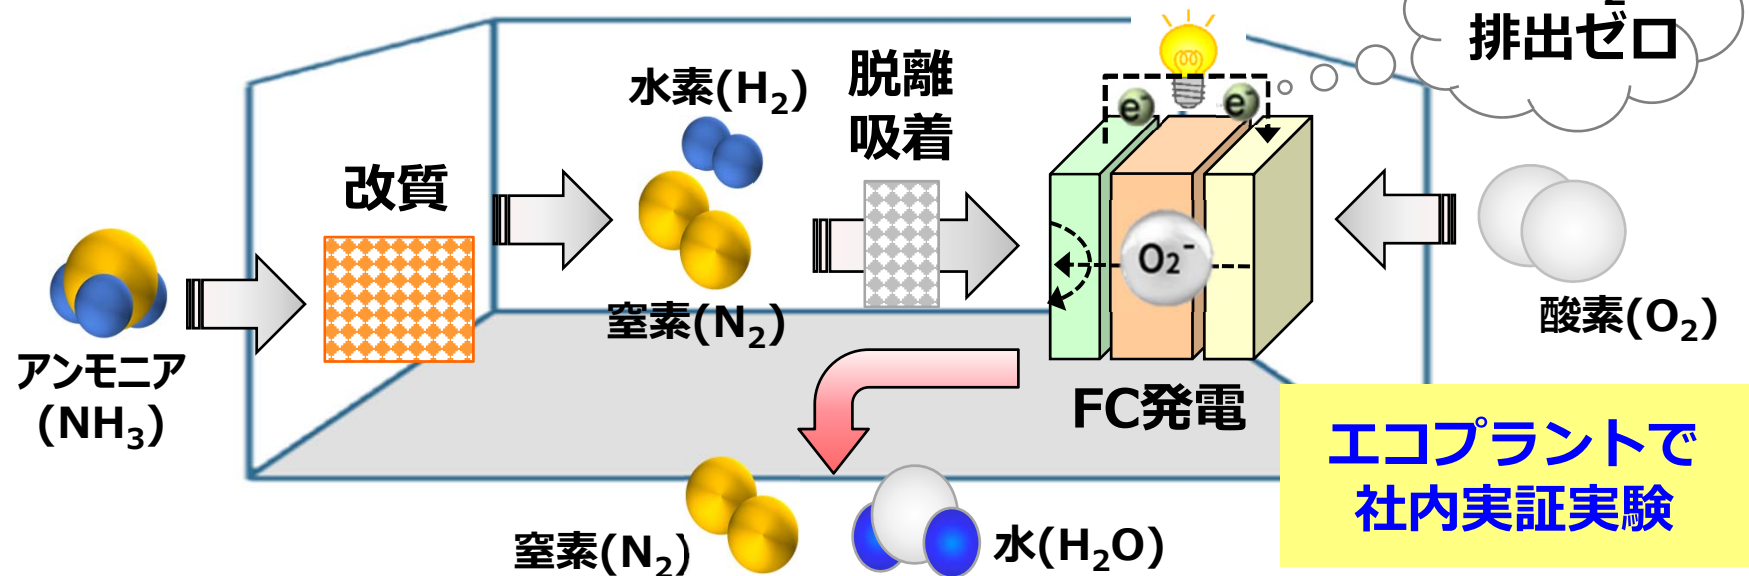 排出ゼロ
水素(H₂)
脱離
吸着
e⁻
e⁻
改質
O₂⁻
窒素(N₂)
酸素(O₂)
アンモニア
(NH₃)
FC発電
エコプラントで
社内実証実験
窒素(N₂)
水(H₂O)